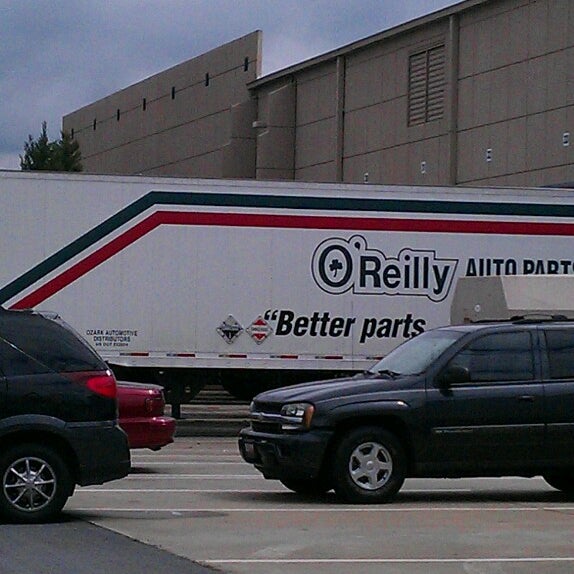 O'Reilly AUTO PARTS
"Better parts
OZARK AUTOMOTIVE
DISTRIBUTORS